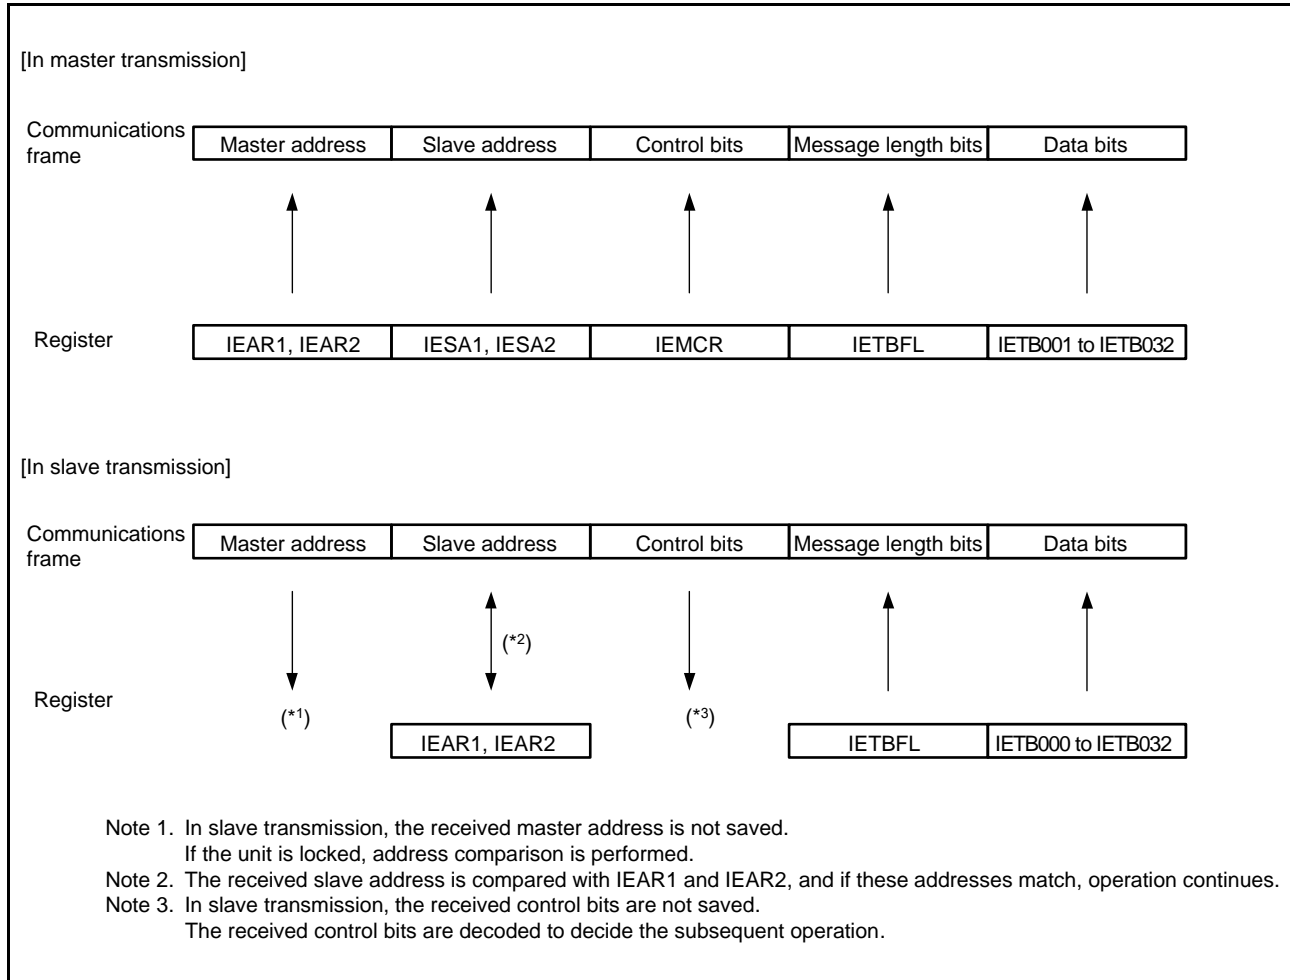 [In master transmission]
Communications frame
Master address Slave address Control bits Message length bits Data bits
Register
IEAR1, IEAR2 IESA1, IESA2 IEMCR IETBFL IETB001 to IETB032
[In slave transmission]
Communications frame
Master address Slave address Control bits Message length bits Data bits
(*2)
Register
(*1) (*3)
IEAR1, IEAR2 IETBFL IETB000 to IETB032
Note 1. In slave transmission, the received master address is not saved.
If the unit is locked, address comparison is performed.
Note 2. The received slave address is compared with IEAR1 and IEAR2, and if these addresses match, operation continues.
Note 3. In slave transmission, the received control bits are not saved.
The received control bits are decoded to decide the subsequent operation.